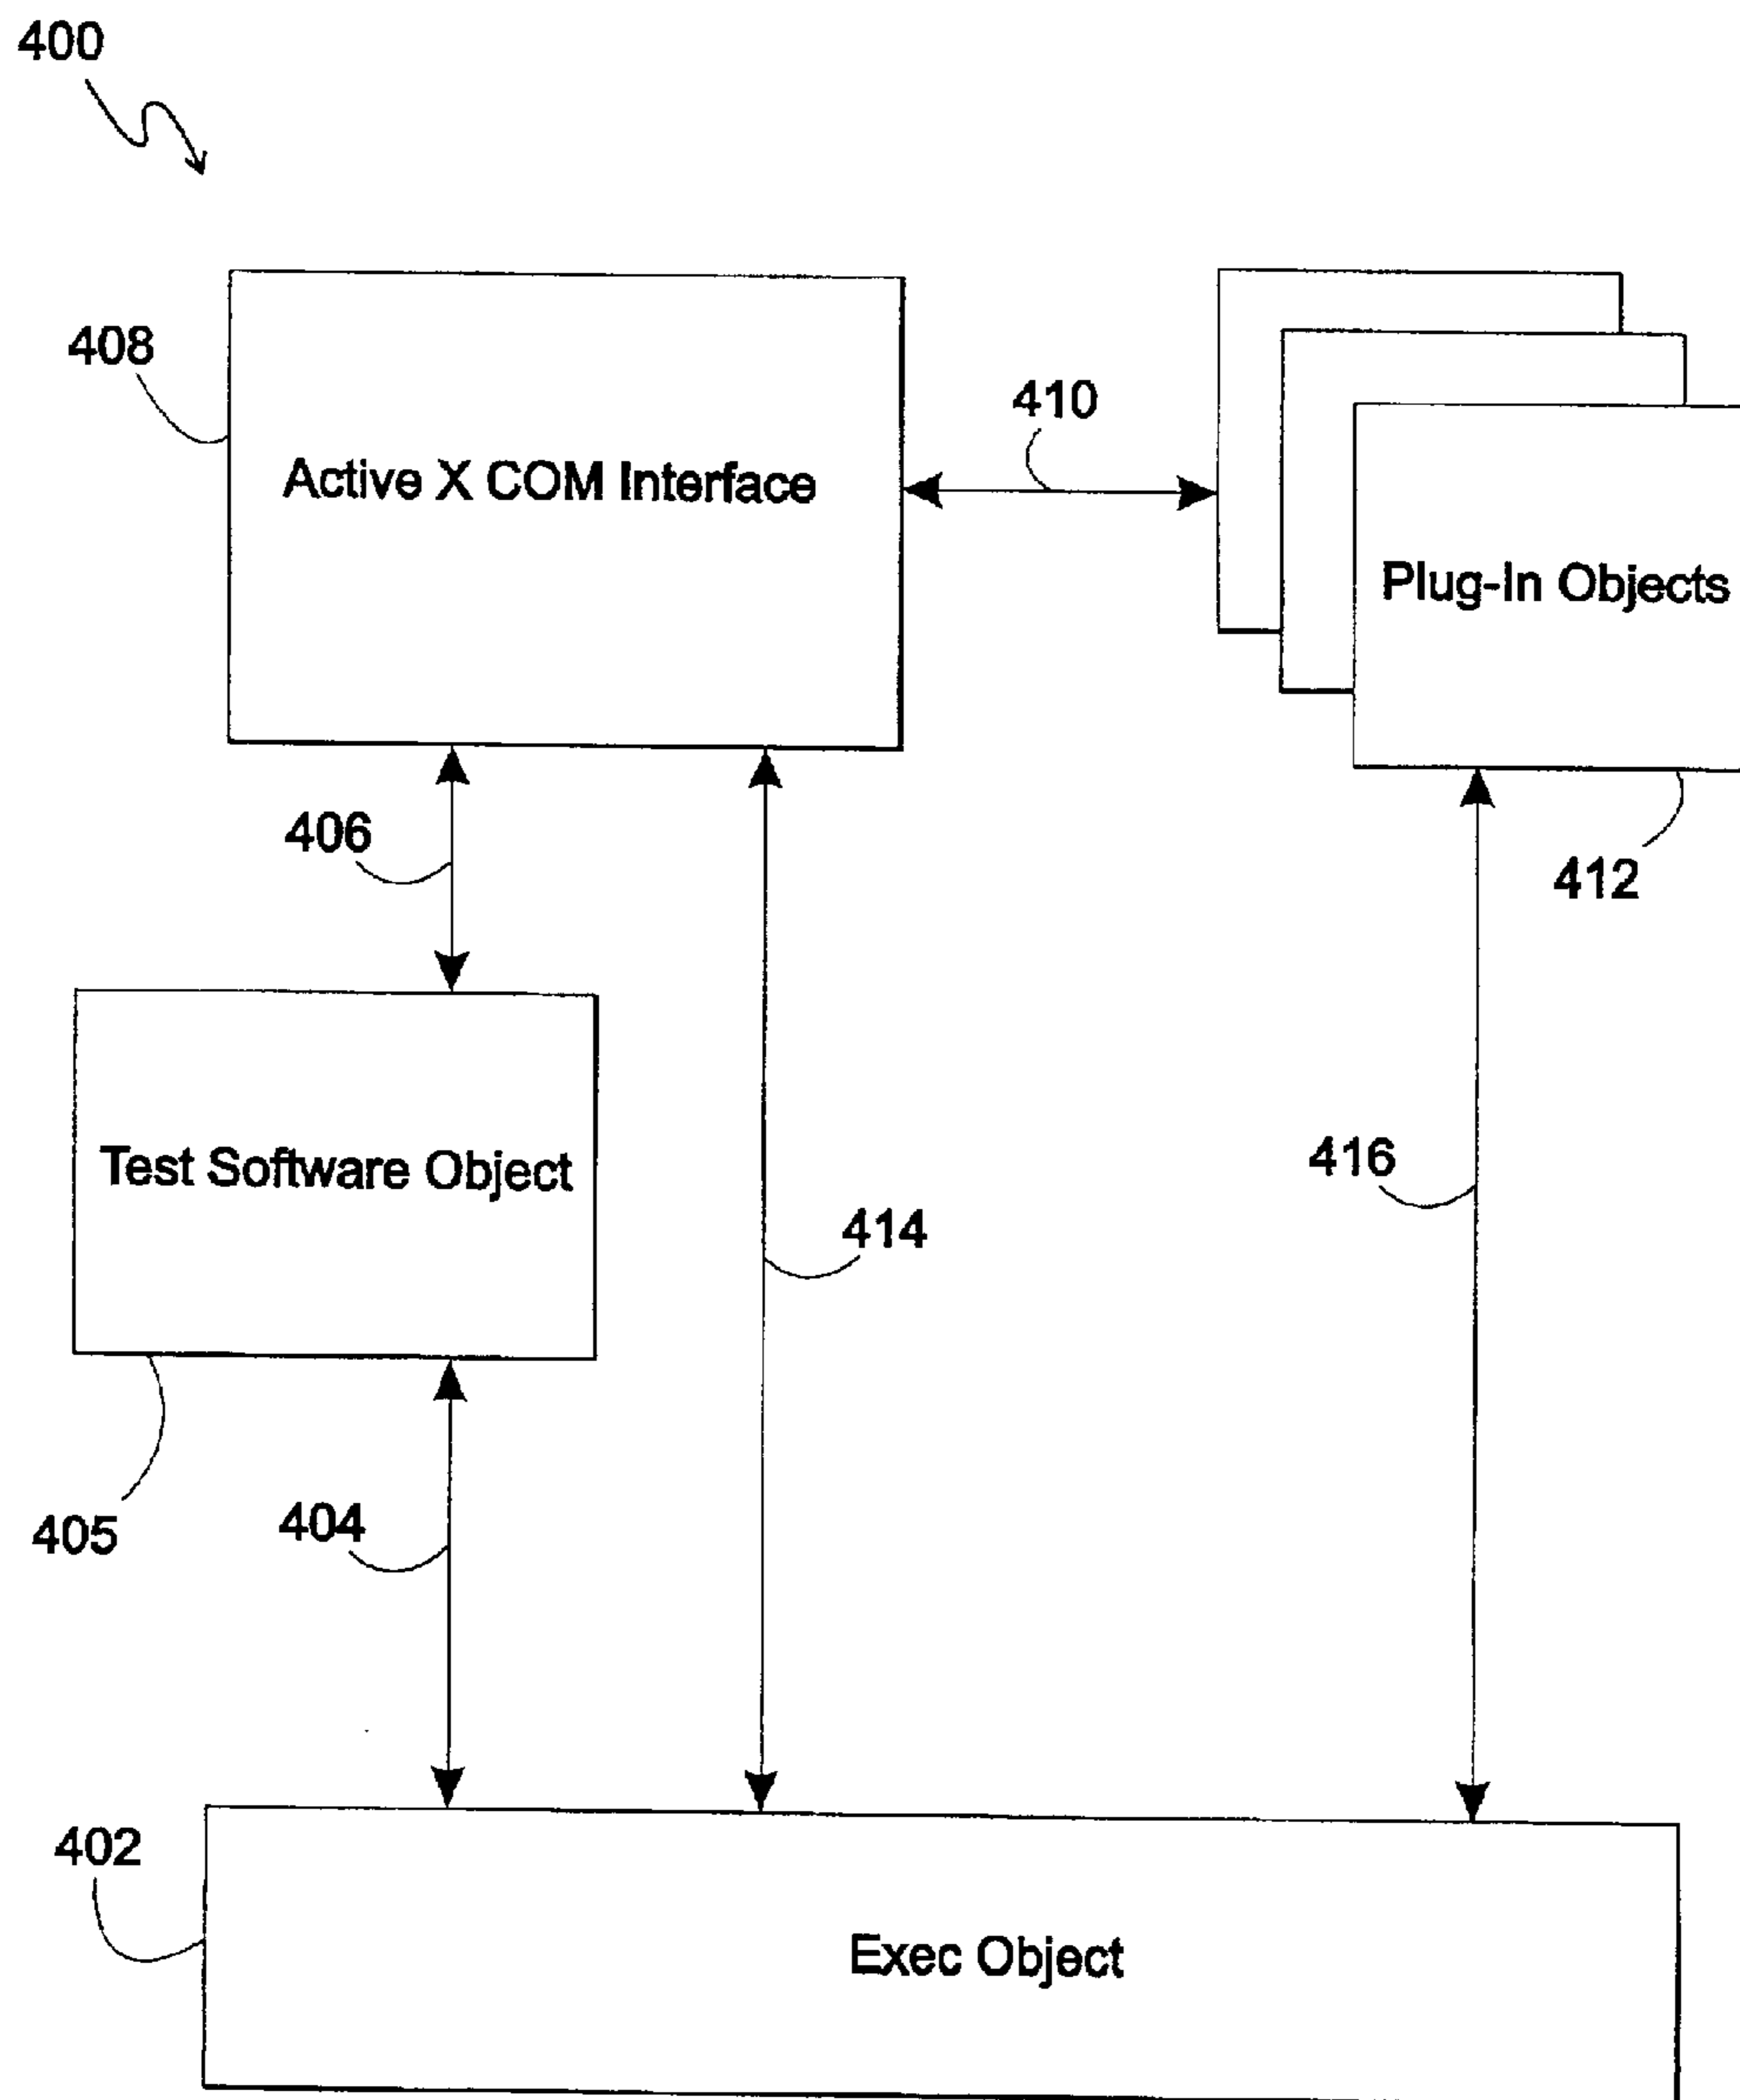 400
408
Active X COM Interface
410
Plug-In Objects
406
412
Test Software Object
414
416
405
404
402
Exec Object